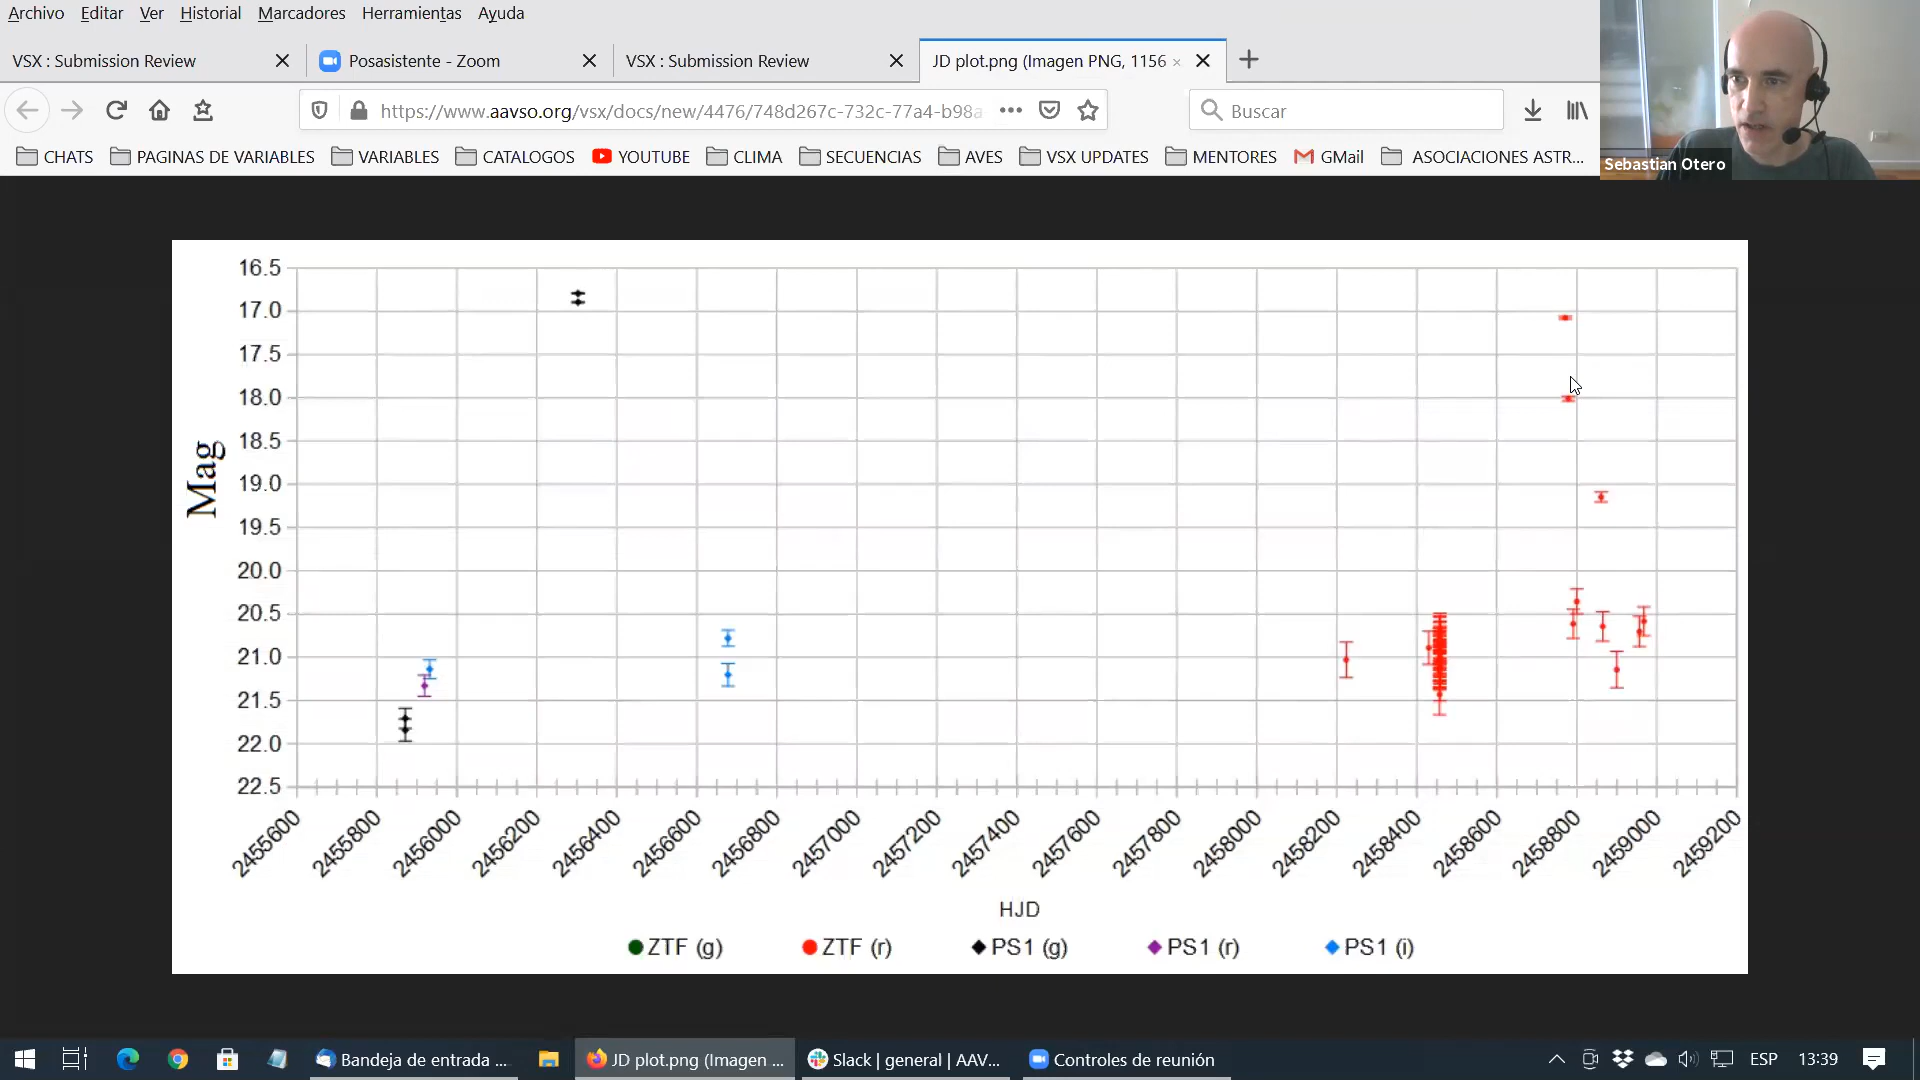 Archivo Editar Ver Historial Marcadores Herramientas Ayuda
VSX : Submission Review
Posasistente - Zoom
VSX : Submission Review
JD plot.png (Imagen PNG, 1156
https://www.aavso.org/vsx/docs/new/4476/748d267c-732c-77a4-b98a-
Buscar
CHATS PAGINAS DE VARIABLES VARIABLES CATALOGOS YOUTUBE CLIMA SECUENCIAS AVES VSX UPDATES MENTORES GMail ASOCIACIONES ASTR...
Sebastian Otero
16.5
17.0
17.5
18.0
18.5
19.0
19.5
20.0
20.5
21.0
21.5
22.0
22.5
Mag
2455600 2455800 2456000 2456200 2456400 2456600 2456800 2457000 2457200 2457400 2457600 2457800 2458000 2458200 2458400 2458600 2458800 2459000 2459200
HJD
ZTF (g) ZTF (r) PS1 (g) PS1 (r) PS1 (i)
Bandeja de entrada ...
JD plot.png (Imagen ...
Slack | general | AAV...
Controles de reunión
ESP 13:39